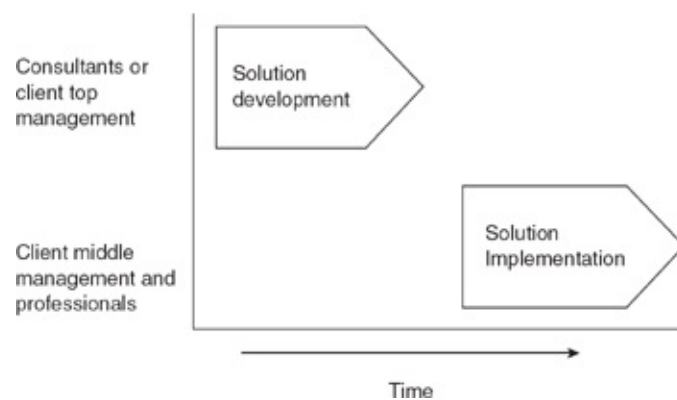 Consultants or
client top
management
Solution
development
Client middle
management and
professionals
Solution
Implementation
Time